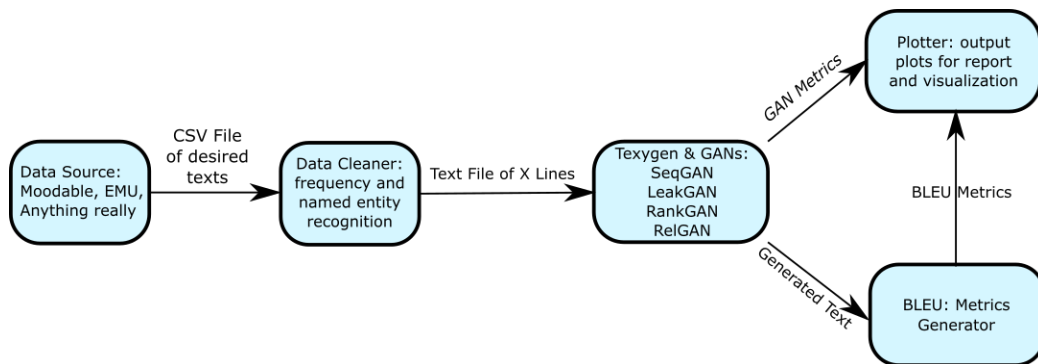 Data Source:
Moodable, EMU,
Anything really
CSV File
of desired
texts
Data Cleaner:
frequency and
named entity
recognition
Text File of X Lines
Texygen & GANs:
SeqGAN
LeakGAN
RankGAN
RelGAN
GAN Metrics
Plotter: output
plots for report
and visualization
Generated Text
BLEU: Metrics
Generator
BLEU Metrics